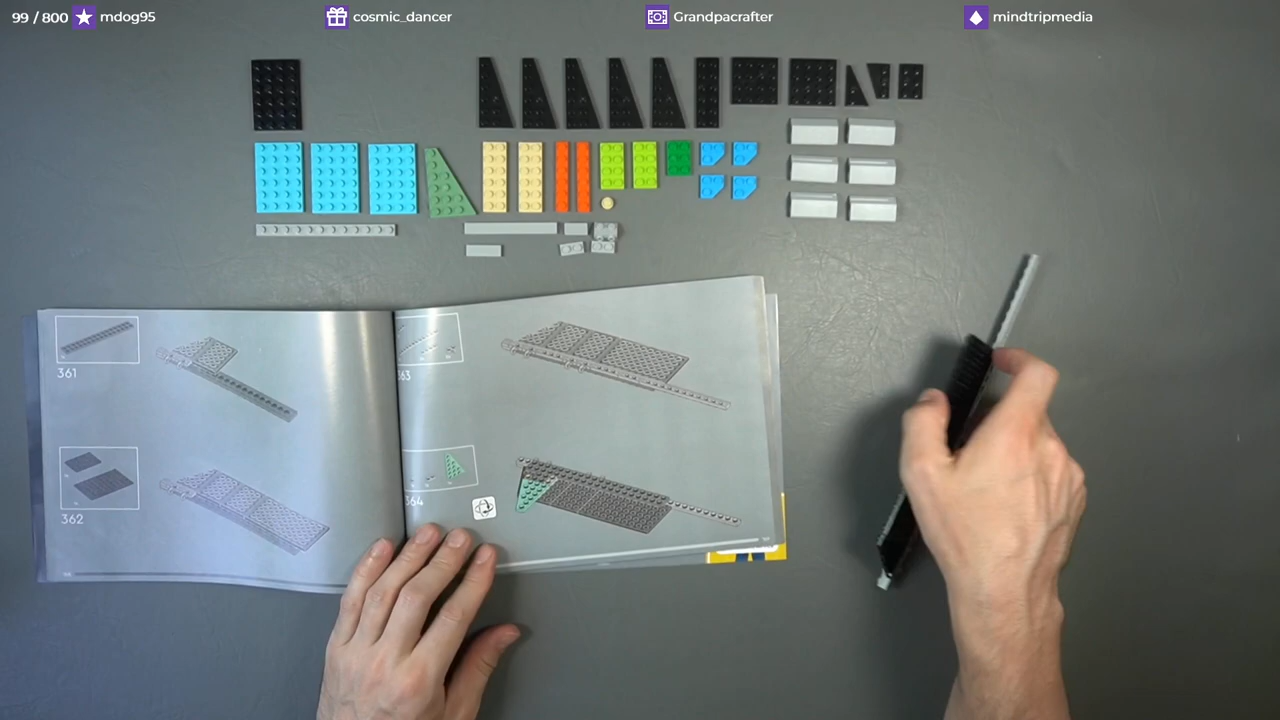 99 / 800
mdog95
cosmic_dancer
Grandpacrafter
mindtripmedia
361
362
363
364